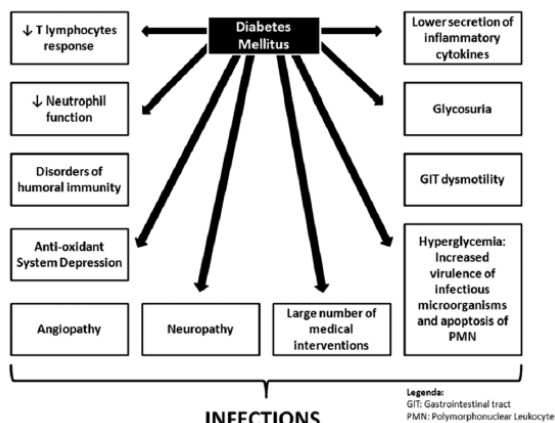 Diabetes
Mellitus
↓ T lymphocytes
response
↓ Neutrophil
function
Disorders of
humoral immunity
Anti-oxidant
System Depression
Angiopathy
Neuropathy
Large number of
medical
interventions
Lower secretion of
inflammatory
cytokines
Glycosuria
GIT dysmotility
Hyperglycemia:
Increased
virulence of
infectious
microorganisms
and apoptosis of
PMN
INFECTIONS
Legenda:
GIT: Gastrointestinal tract
PMN: Polymorphonuclear Leukocyte